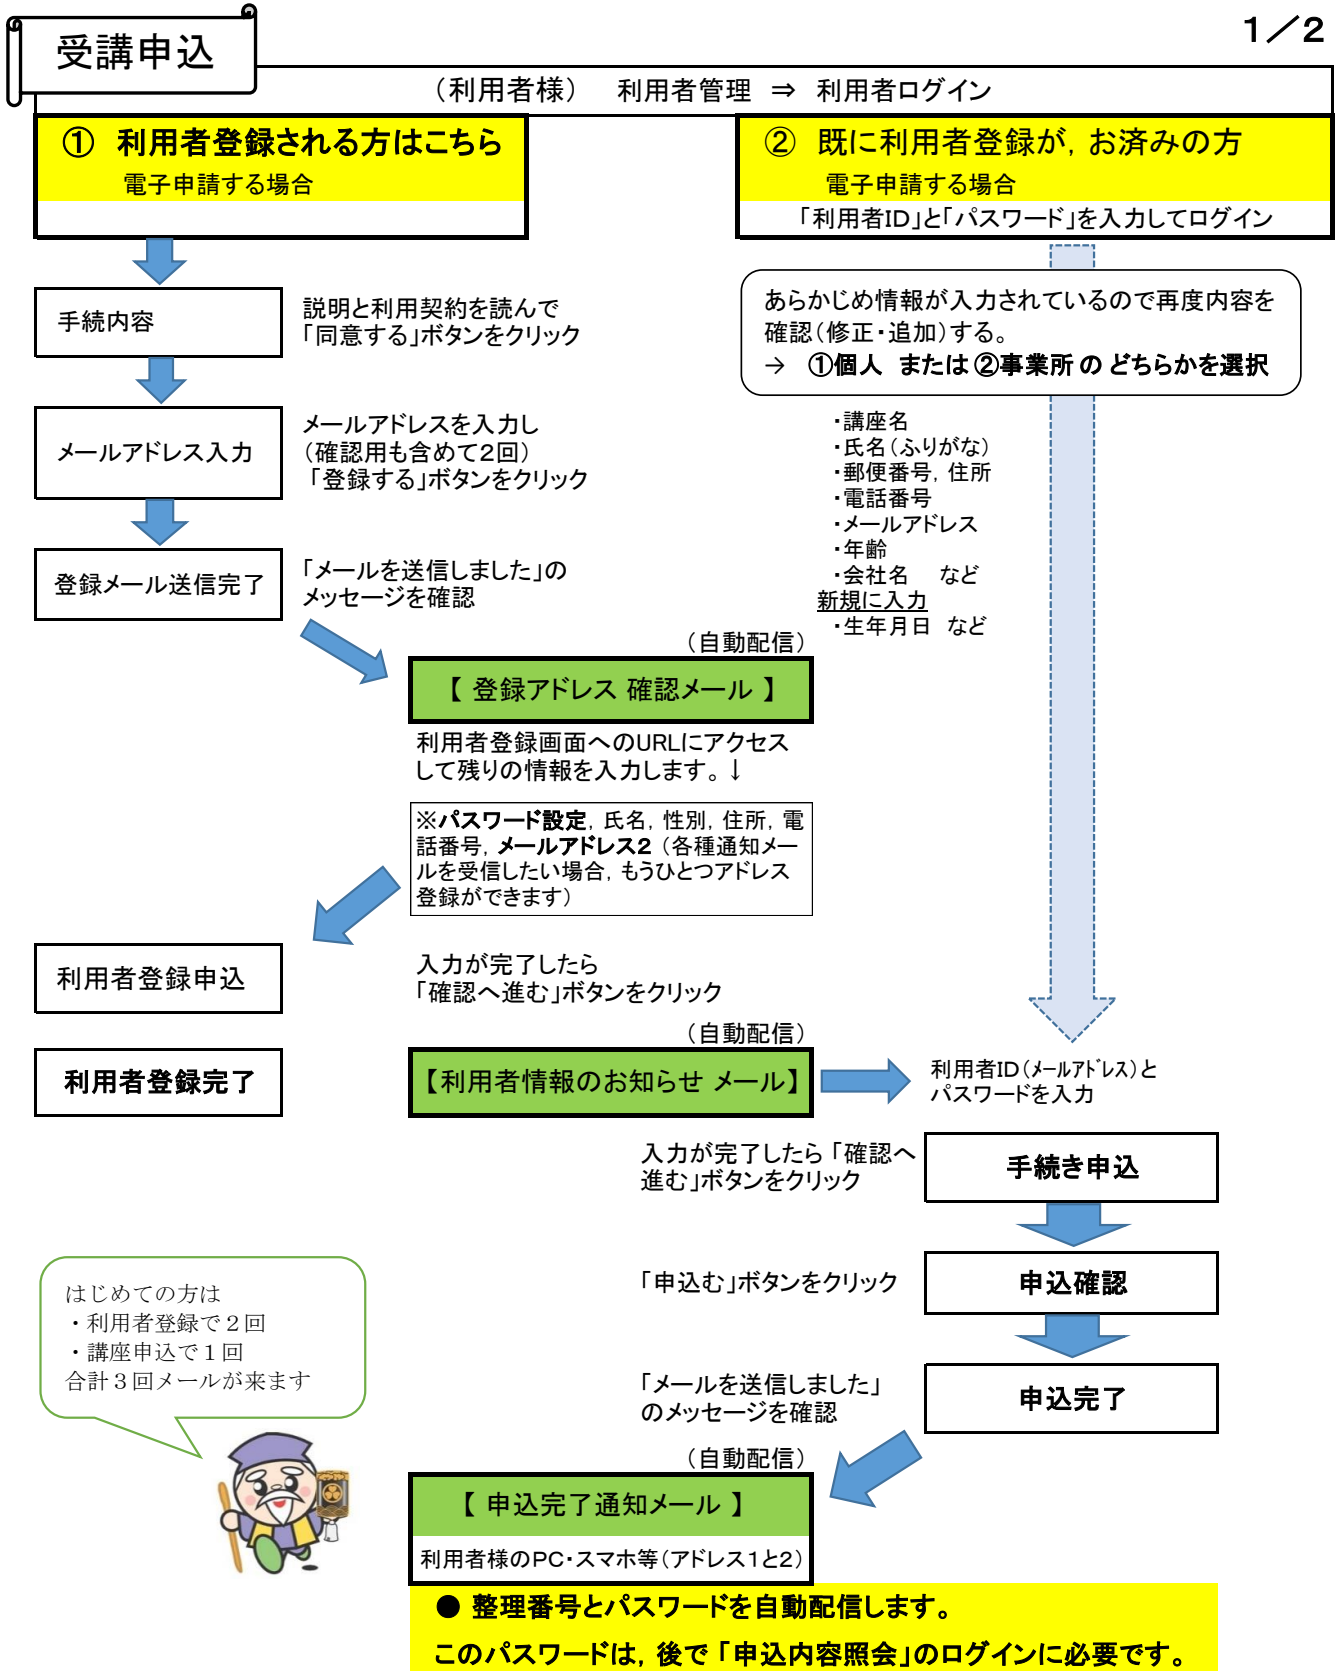 受講申込
1／2
（利用者様）　利用者管理　⇒　利用者ログイン
①　利用者登録される方はこちら
電子申請する場合
②　既に利用者登録が，お済みの方
電子申請する場合
「利用者ID」と「パスワード」を入力してログイン
手続内容
説明と利用契約を読んで
「同意する」ボタンをクリック
あらかじめ情報が入力されているので再度内容を
確認（修正・追加）する。
→　①個人　または②事業所のどちらかを選択
メールアドレス入力
メールアドレスを入力し
（確認用も含めて２回）
「登録する」ボタンをクリック
・講座名
・氏名（ふりがな）
・郵便番号，住所
・電話番号
・メールアドレス
・年齢
・会社名　など
新規に入力
・生年月日　など
登録メール送信完了
「メールを送信しました」の
メッセージを確認
（自動配信）
【 登録アドレス 確認メール 】
利用者登録画面へのURLにアクセス
して残りの情報を入力します。↓
※パスワード設定，氏名，性別，住所，電
話番号，メールアドレス２（各種通知メー
ルを受信したい場合，もうひとつアドレス
登録ができます）
利用者登録申込
入力が完了したら
「確認へ進む」ボタンをクリック
（自動配信）
利用者登録完了
【利用者情報のお知らせ メール】
利用者ID（ﾒｰﾙｱﾄﾞﾚｽ）と
パスワードを入力
入力が完了したら「確認へ
進む」ボタンをクリック
手続き申込
「申込む」ボタンをクリック
申込確認
はじめての方は
・利用者登録で２回
・講座申込で１回
合計３回メールが来ます
「メールを送信しました」
のメッセージを確認
申込完了
（自動配信）
【 申込完了通知メール 】
利用者様のPC・スマホ等（アドレス１と２）
● 整理番号とパスワードを自動配信します。
このパスワードは，後で「申込内容照会」のログインに必要です。